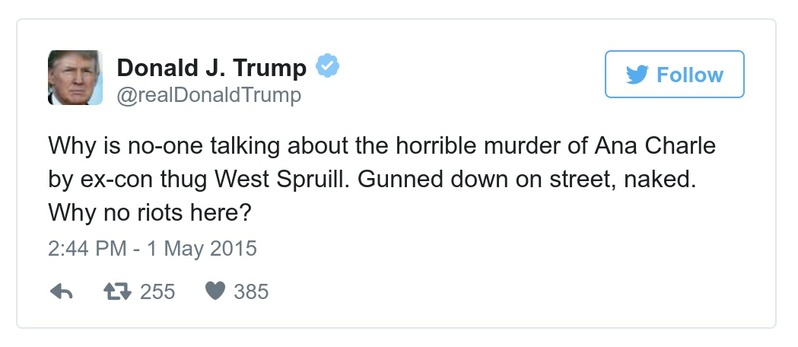 Donald J. Trump
@realDonaldTrump
Follow
Why is no-one talking about the horrible murder of Ana Charle
by ex-con thug West Spruill. Gunned down on street, naked.
Why no riots here?
2:44 PM - 1 May 2015
255 385